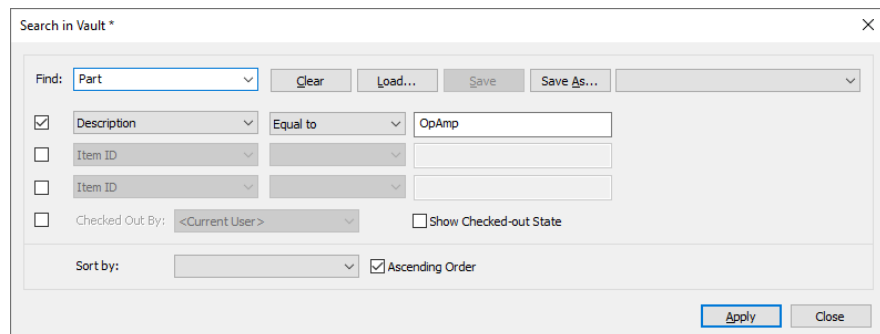 Search in Vault *
Find: Part Clear Load... Save Save As...
Description Equal to OpAmp
Item ID
Item ID
Checked Out By: <Current User> Show Checked-out State
Sort by: Ascending Order
Apply Close